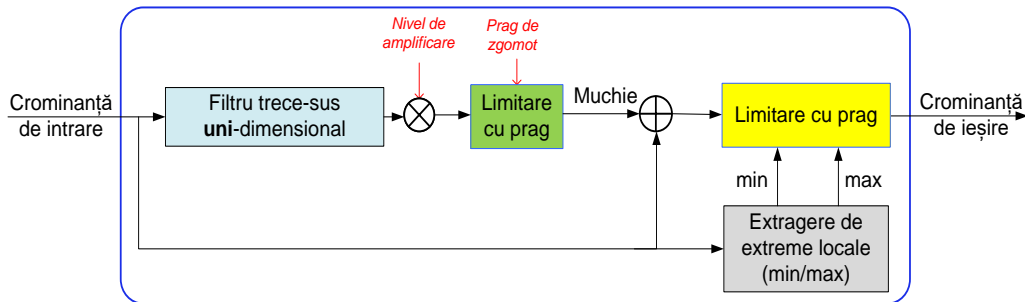 Nivel de
amplificare
Prag de
zgomot
Crominanță
de intrare
Filtru trece-sus
uni-dimensional
Limitare
cu prag
Muchie
Limitare cu prag
Crominanță
de ieșire
min
max
Extragere de
extreme locale
(min/max)